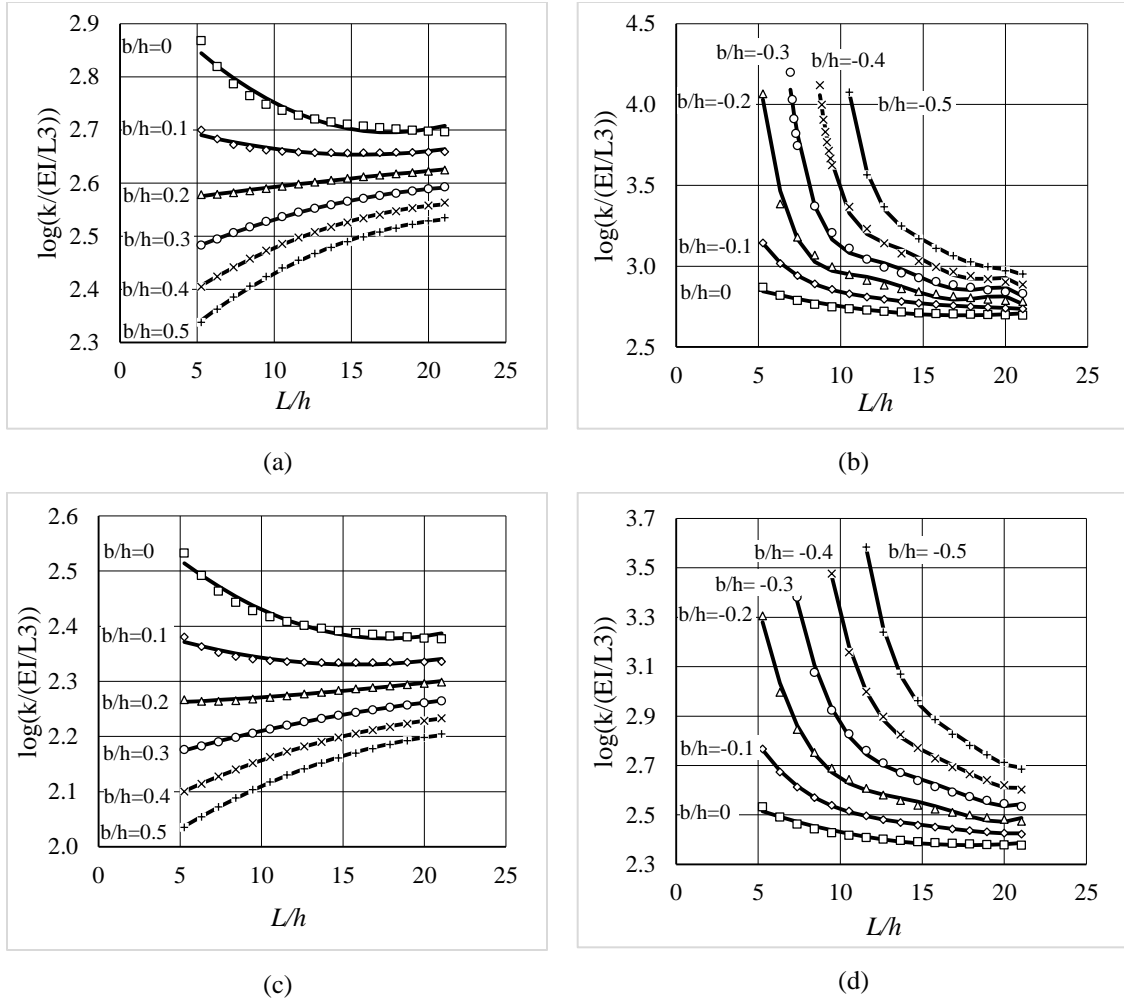 2.9
2.8
2.7
2.6
2.5
2.4
2.3
0 5 10 15 20 25
log(k/(EI/L3))
L/h
b/h=0
b/h=0.1
b/h=0.2
b/h=0.3
b/h=0.4
b/h=0.5
(a)
4.5
4.0
3.5
3.0
2.5
0 5 10 15 20 25
log(k/(EI/L3))
L/h
b/h=-0.3
b/h=-0.4
b/h=-0.2
b/h=-0.5
b/h=-0.1
b/h=0
(b)
2.6
2.5
2.4
2.3
2.2
2.1
2.0
0 5 10 15 20 25
log(k/(EI/L3))
L/h
b/h=0
b/h=0.1
b/h=0.2
b/h=0.3
b/h=0.4
b/h=0.5
(c)
3.7
3.5
3.3
3.1
2.9
2.7
2.5
2.3
0 5 10 15 20 25
log(k/(EI/L3))
L/h
b/h= -0.4
b/h= -0.5
b/h= -0.3
b/h=-0.2
b/h=-0.1
b/h=0
(d)